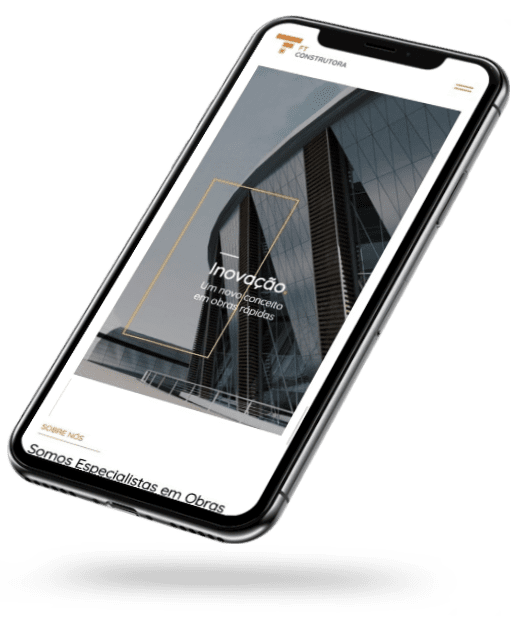 FT
CONSTRUTORA
Inovação
Um novo conceito
em obras rápidas
SOBRE NÓS
Somos Especialistas em Obras